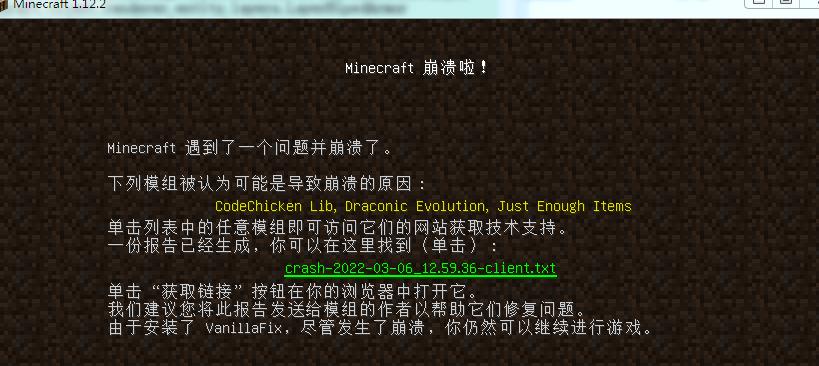 Minecraft 1.12.2
Minecraft 崩溃啦！
Minecraft 遇到了一个问题并崩溃了。
下列模组被认为可能是导致崩溃的原因：
CodeChicken Lib, Draconic Evolution, Just Enough Items
单击列表中的任意模组即可访问它们的网站获取技术支持。
一份报告已经生成，你可以在这里找到（单击）：
crash-2022-03-06_12.59.36-client.txt
单击“获取链接”按钮在你的浏览器中打开它。
我们建议您将此报告发送给模组的作者以帮助它们修复问题。
由于安装了 VanillaFix，尽管发生了崩溃，你仍然可以继续进行游戏。